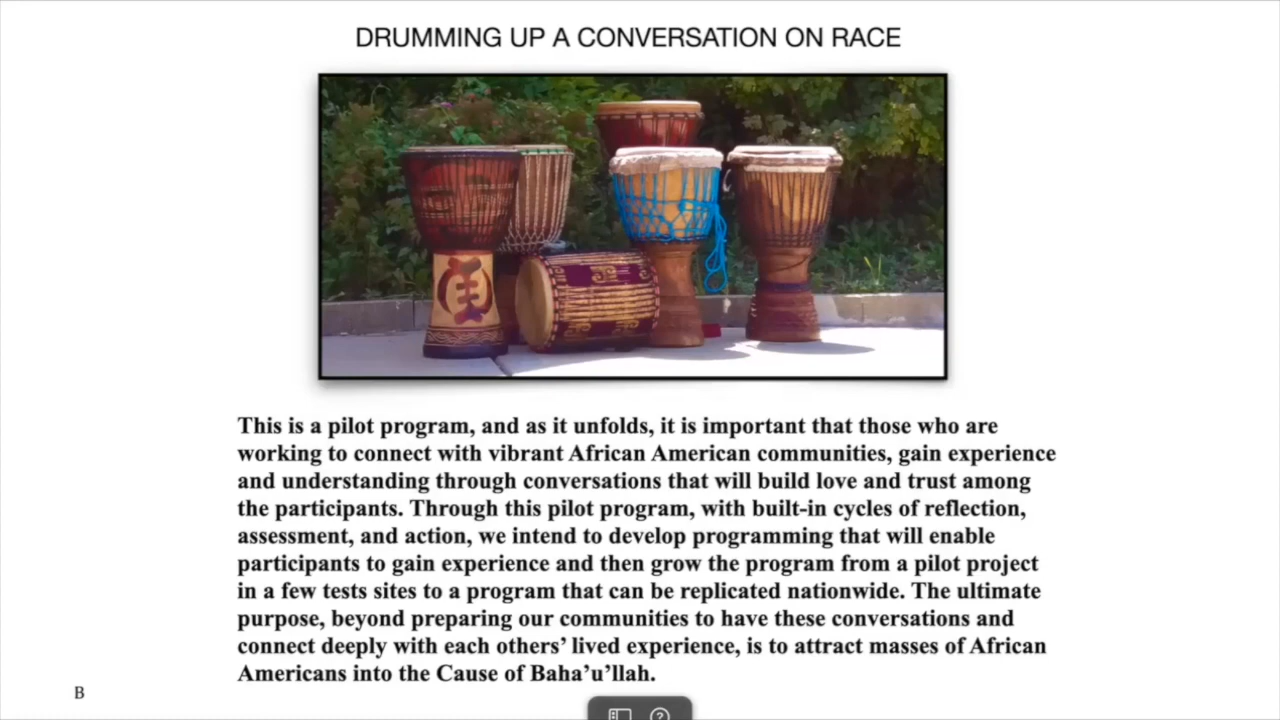 DRUMMING UP A CONVERSATION ON RACE
This is a pilot program, and as it unfolds, it is important that those who are
working to connect with vibrant African American communities, gain experience
and understanding through conversations that will build love and trust among
the participants. Through this pilot program, with built-in cycles of reflection,
assessment, and action, we intend to develop programming that will enable
participants to gain experience and then grow the program from a pilot project
in a few tests sites to a program that can be replicated nationwide. The ultimate
purpose, beyond preparing our communities to have these conversations and
connect deeply with each others’ lived experience, is to attract masses of African
Americans into the Cause of Baha’u’llah.
B